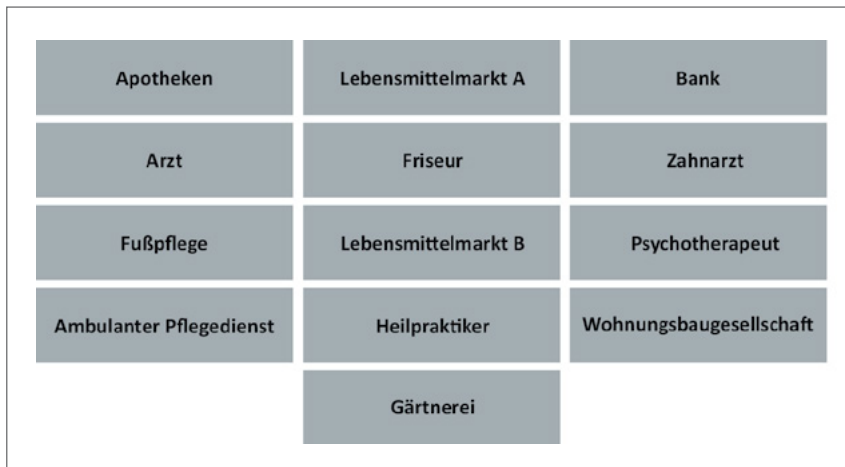 Apotheken
Lebensmittelmarkt A
Bank
Arzt
Friseur
Zahnarzt
Fußpflege
Lebensmittelmarkt B
Psychotherapeut
Ambulanter Pflegedienst
Heilpraktiker
Wohnungsbaugesellschaft
Gärtnerei